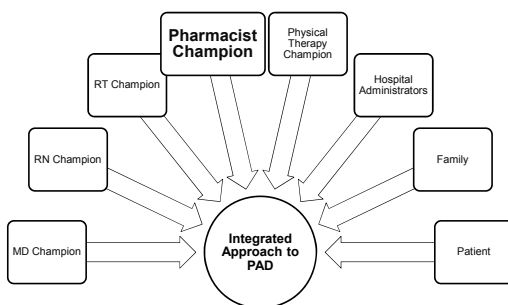 Pharmacist
Champion
Physical
Therapy
Champion
RT Champion
Hospital
Administrators
RN Champion
Family
MD Champion
Integrated
Approach to
PAD
Patient